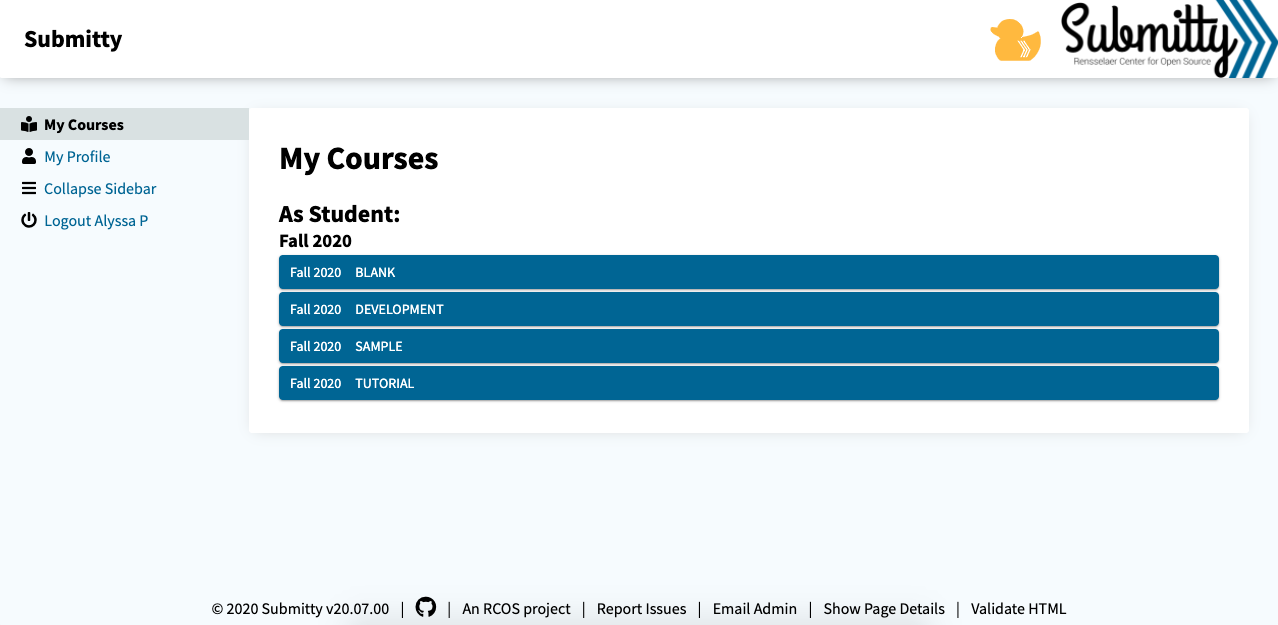 Submitty
Submitty
Rensselaer Center for Open Source
My Courses
My Profile
Collapse Sidebar
Logout Alyssa P
My Courses
As Student:
Fall 2020
Fall 2020 BLANK
Fall 2020 DEVELOPMENT
Fall 2020 SAMPLE
Fall 2020 TUTORIAL
© 2020 Submitty v20.07.00 | | An RCOS project | Report Issues | Email Admin | Show Page Details | Validate HTML